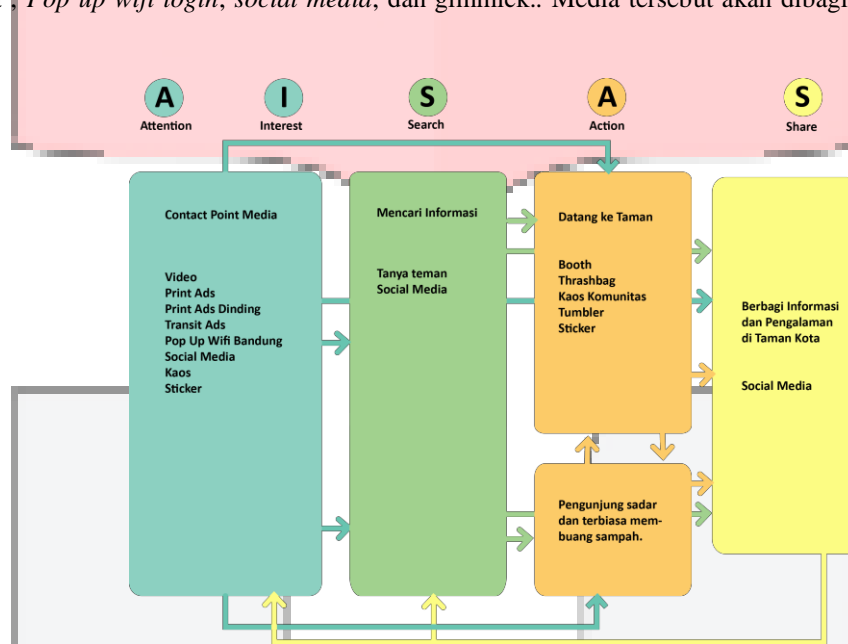 , Pop up wifi login, social media, dan gimmick.. Media tersebut akan dibagi
A I S A S
Attention Interest Search Action Share
Contact Point Media
Video
Print Ads
Print Ads Dinding
Transit Ads
Pop Up Wifi Bandung
Social Media
Kaos
Sticker
Mencari Informasi
Tanya teman
Social Media
Datang ke Taman
Booth
Thrashbag
Kaos Komunitas
Tumbler
Sticker
Pengunjung sadar
dan terbiasa mem-
buang sampah.
Berbagi Informasi
dan Pengalaman
di Taman Kota
Social Media